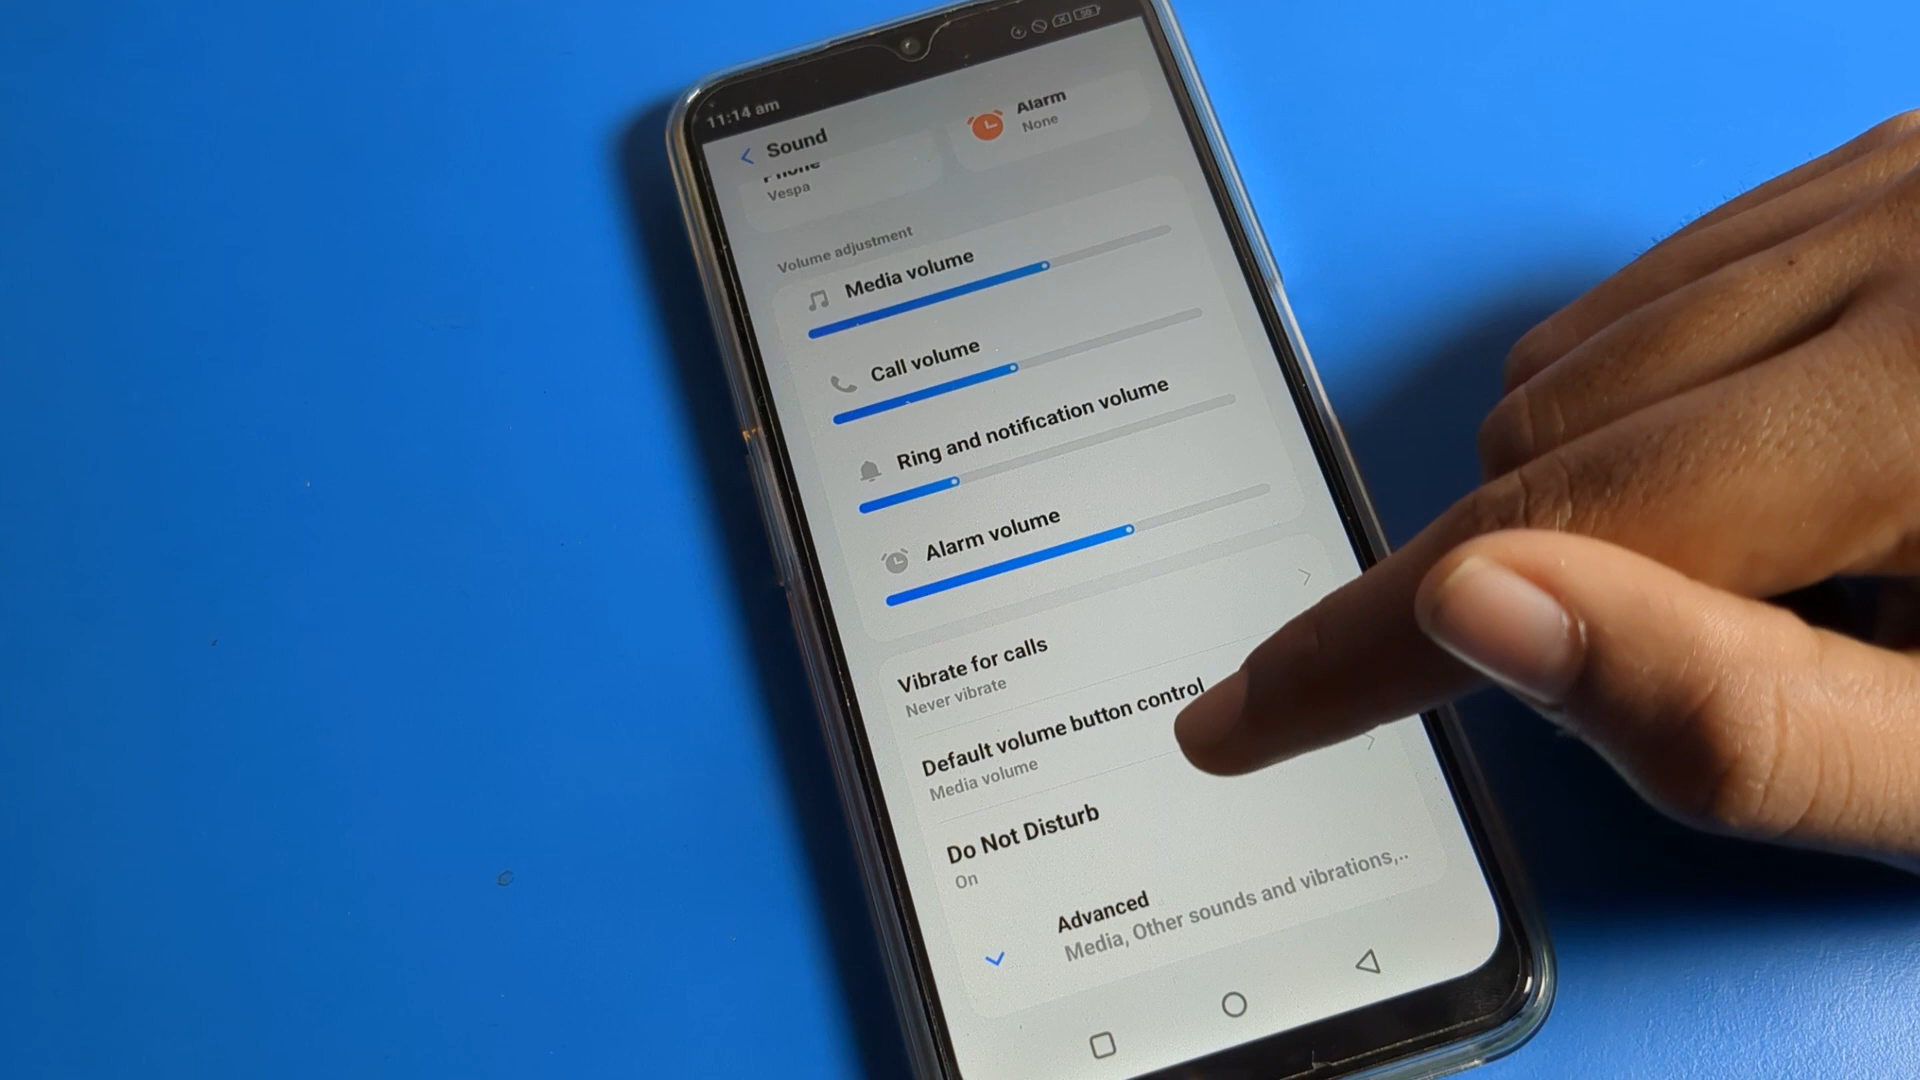 11:14 am
50
Sound
Phone
Vespa
Alarm
None
Volume adjustment
Media volume
Call volume
Ring and notification volume
Alarm volume
Vibrate for calls
Never vibrate
Default volume button control
Media volume
Do Not Disturb
On
Advanced
Media, Other sounds and vibrations,..